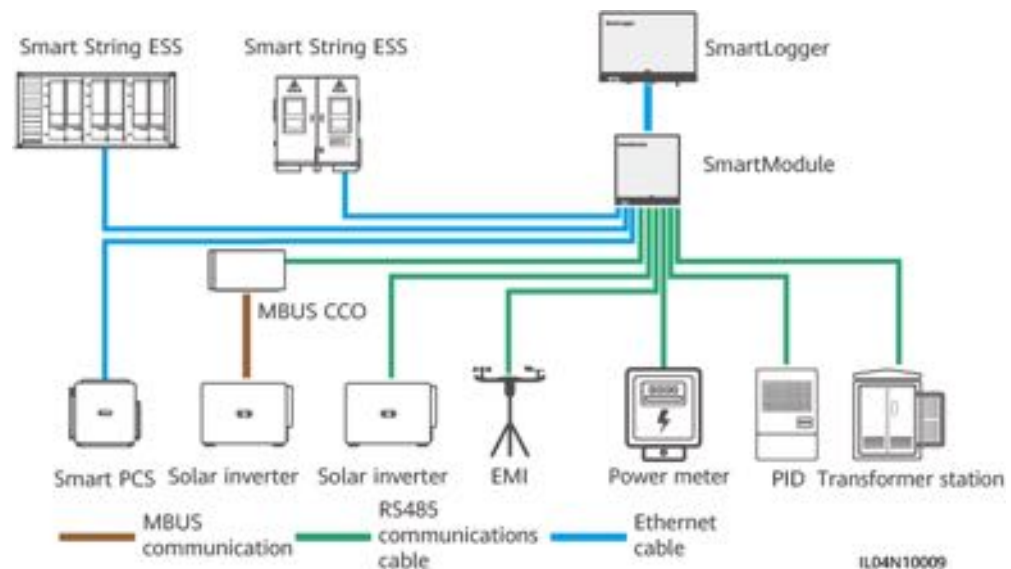 Smart String ESS
Smart String ESS
SmartLogger
SmartModule
MBUS CCO
Smart PCS
Solar inverter
Solar inverter
EMI
Power meter
PID
Transformer station
MBUS
communication
RS485
communications
cable
Ethernet
cable
IL04N10009